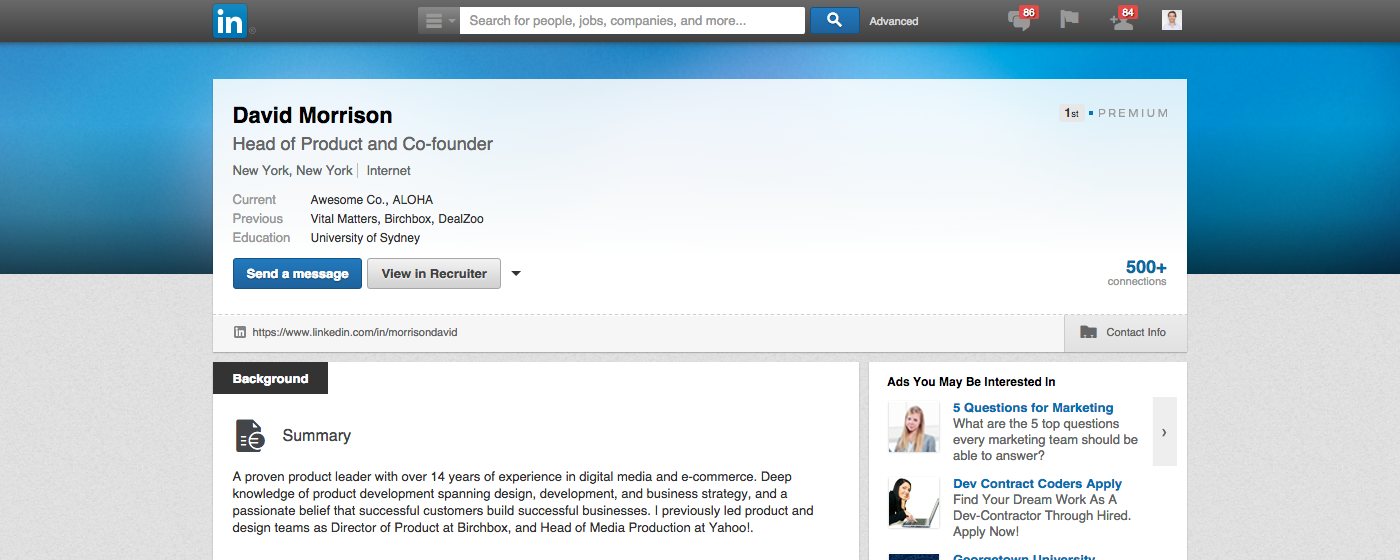 in
Search for people, jobs, companies, and more...
Advanced
86
84
David Morrison
1st PREMIUM
Head of Product and Co-founder
New York, New York Internet
Current Awesome Co., ALOHA
Previous Vital Matters, Birchbox, DealZoo
Education University of Sydney
Send a message View in Recruiter
500+
connections
in https://www.linkedin.com/in/morrisondavid
Contact Info
Background
Summary
A proven product leader with over 14 years of experience in digital media and e-commerce. Deep
knowledge of product development spanning design, development, and business strategy, and a
passionate belief that successful customers build successful businesses. I previously led product and
design teams as Director of Product at Birchbox, and Head of Media Production at Yahoo!.
Ads You May Be Interested In
5 Questions for Marketing
What are the 5 top questions
every marketing team should be
able to answer?
Dev Contract Coders Apply
Find Your Dream Work As A
Dev-Contractor Through Hired.
Apply Now!
Georgetown University